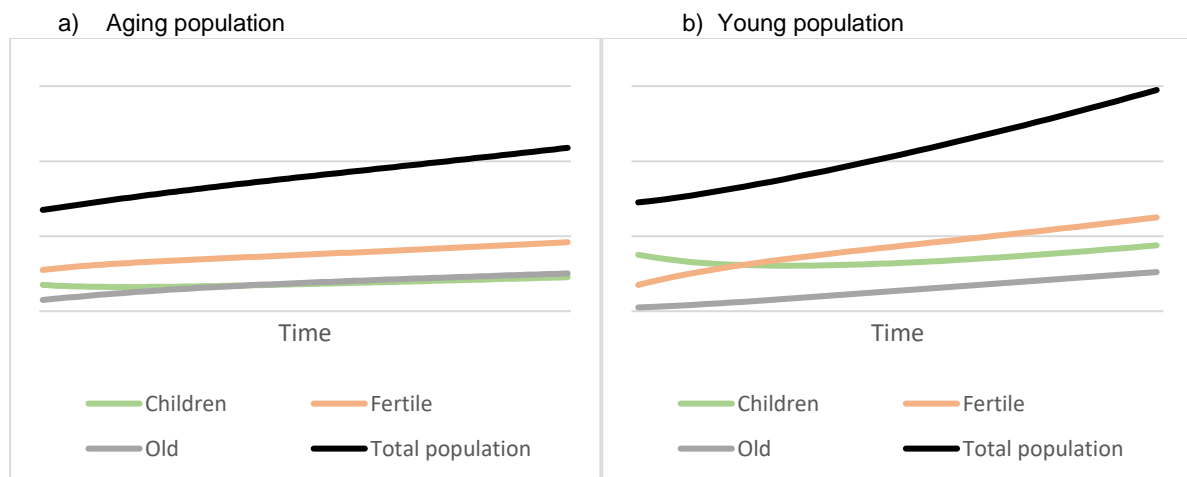 a) Aging population
b) Young population
Time
Time
Children
Fertile
Old
Total population
Children
Fertile
Old
Total population